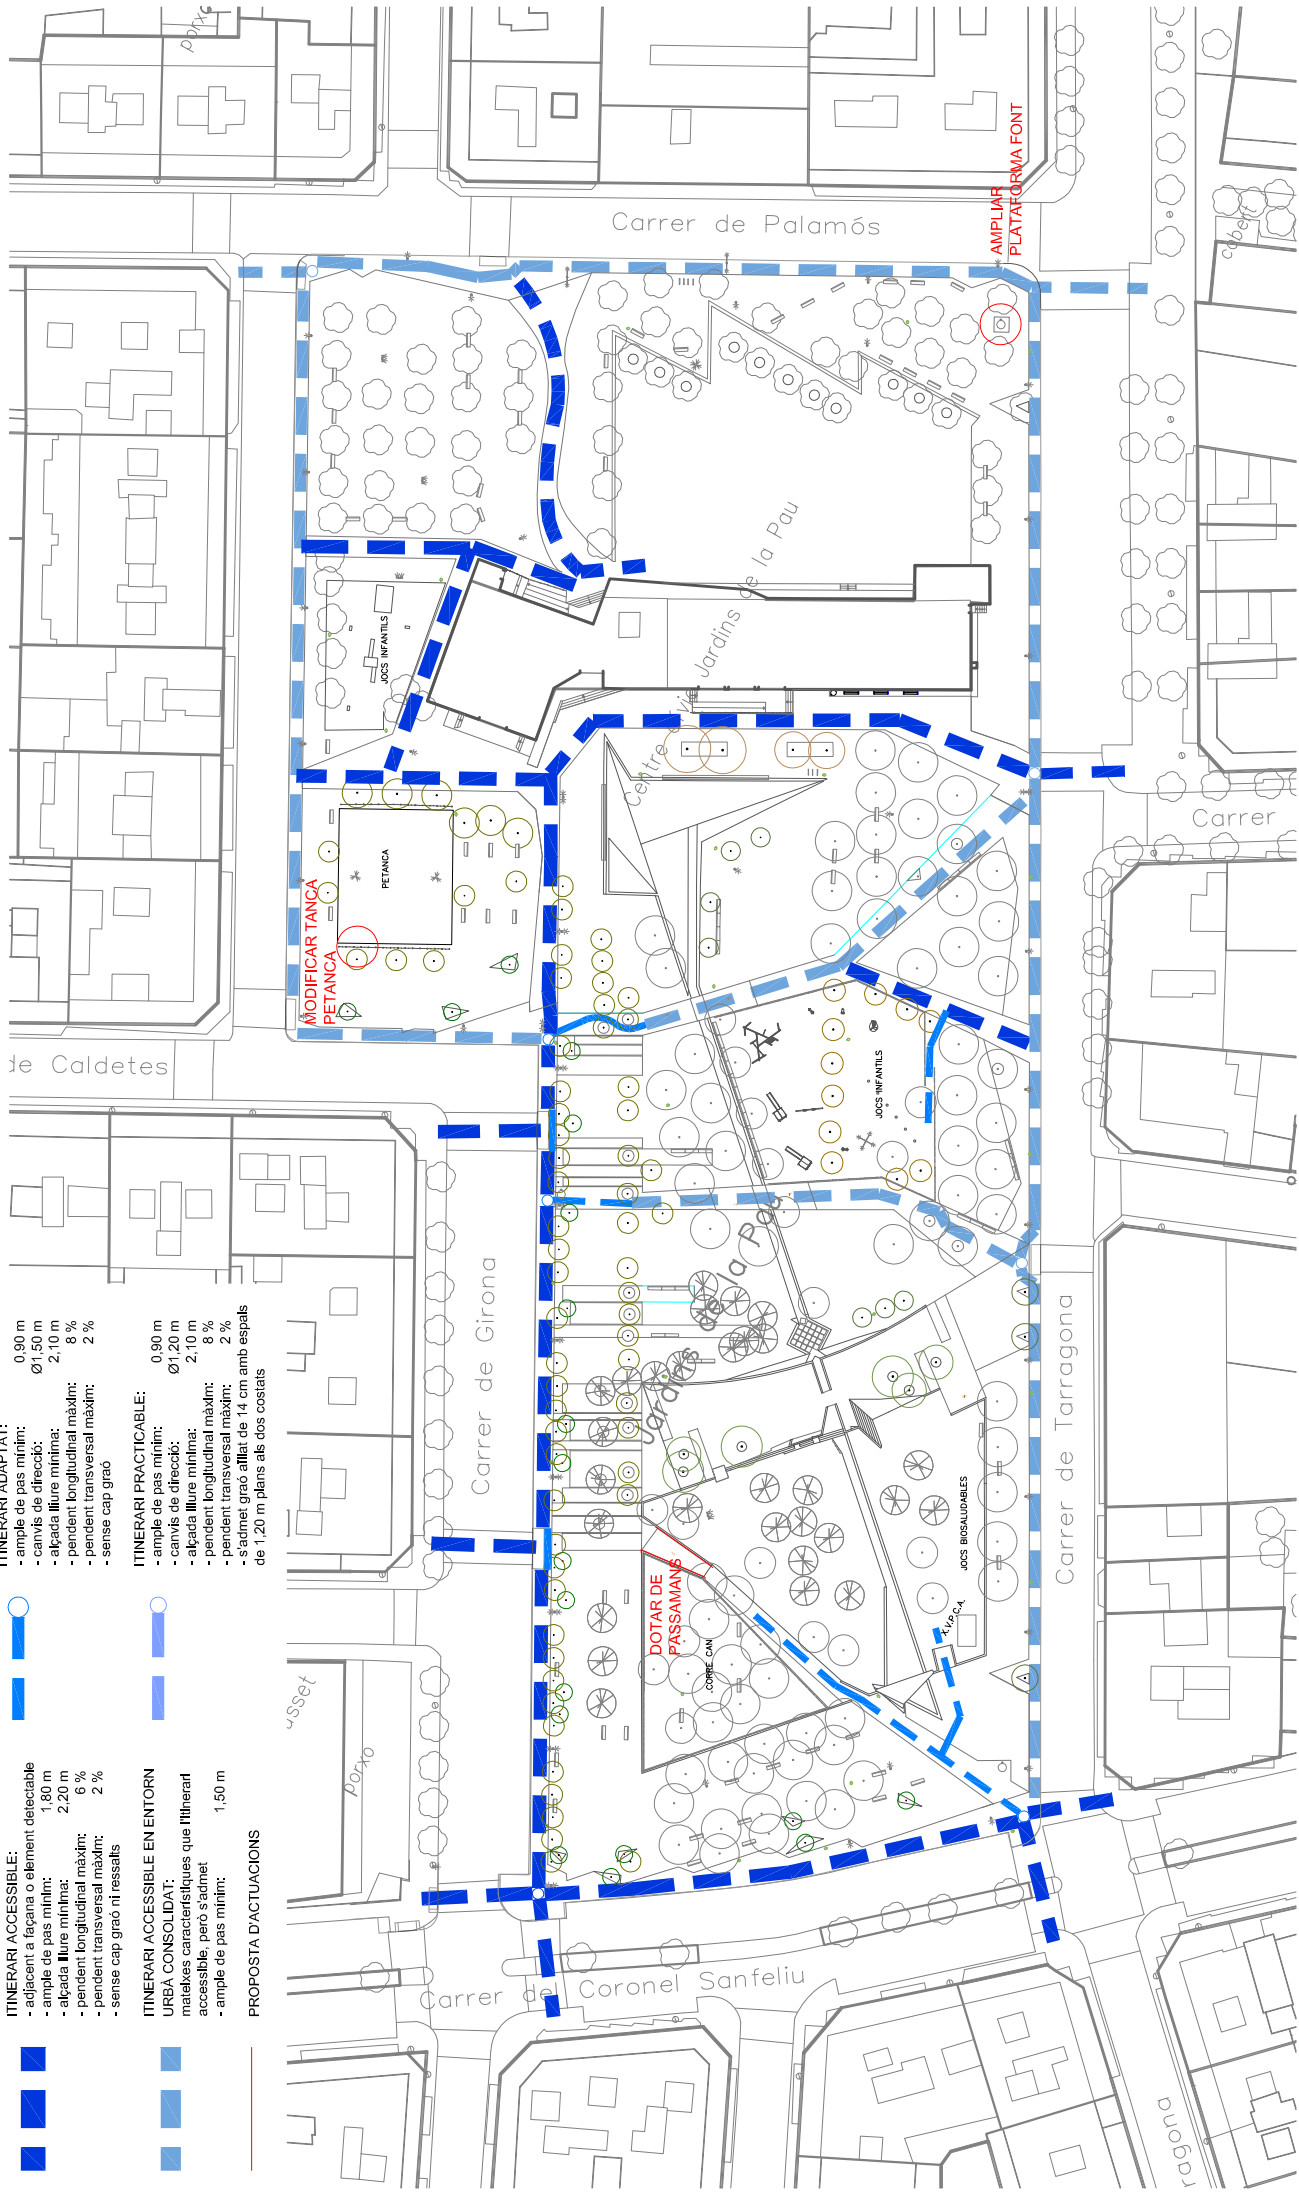 ITINERARI ACCESSIBLE:
- adjacent a façana o element detectable
- ample de pas mínim: 1,80 m
- alçada lliure mínima: 2,20 m
- pendent longitudinal màxim: 6 %
- pendent transversal màxim: 2 %
- sense cap graó ni ressalts
ITINERARI ACCESSIBLE EN ENTORN
URBÀ CONSOLIDAT:
mateixes característiques que l'itinerari
accessible, però s'admet
- ample de pas mínim: 1,50 m
PROPOSTA D'ACTUACIONS
ITINERARI ADAPTAT:
- ample de pas mínim: 0,90 m
- canvis de direcció: Ø1,50 m
- alçada lliure mínima: 2,10 m
- pendent longitudinal màxim: 8 %
- pendent transversal màxim: 2 %
- sense cap graó
ITINERARI PRACTICABLE:
- ample de pas mínim: 0,90 m
- canvis de direcció: Ø1,20 m
- alçada lliure mínima: 2,10 m
- pendent longitudinal màxim: 8 %
- pendent transversal màxim: 2 %
- s'admet graó aïllat de 14 cm amb espais
de 1,20 m plans als dos costats
porxo
Carrer de Palamós
AMPLIAR
PLATAFORMA FONT
cobert
JOCS INFANTILS
Jardins de la Pau
Centre
Carrer
PETANCA
MODIFICAR TANCA
PETANCA
de Caldetes
JOCS INFANTILS
Carrer de Girona
Jardins de la Pau
Carrer de Tarragona
DOTAR DE
PASSAMANS
CORRE CAN
JOCS BIOSALUDABLES
X.V.P.C.A.
usset
porxo
Carrer de Coronel Sanfeliu
ragona